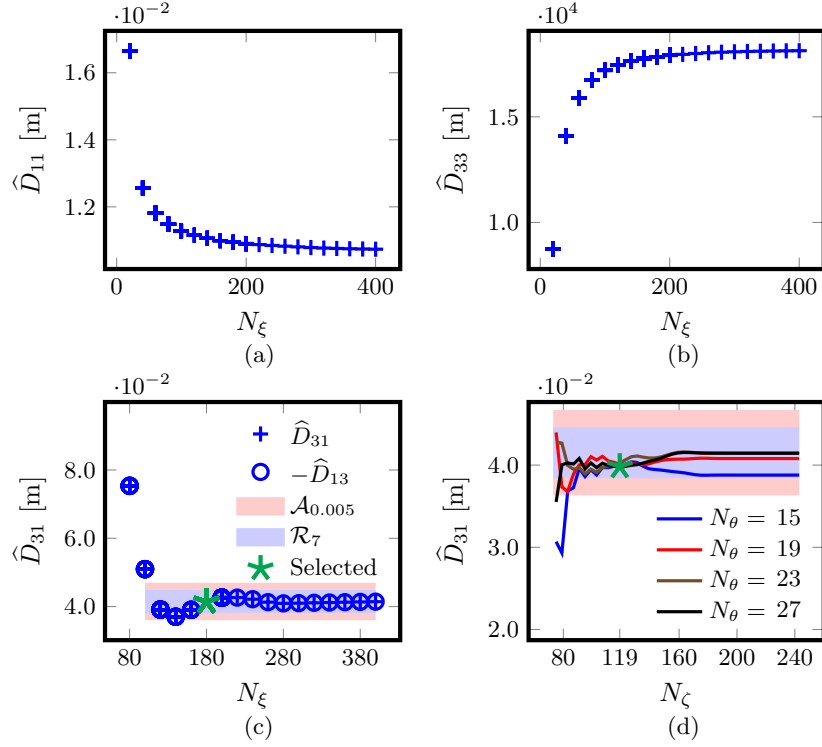 ·10⁻²
1.6
1.2
D̂₁₁ [m]
0
200
400
N_ξ
(a)
·10⁴
1.5
1.0
D̂₃₃ [m]
0
200
400
N_ξ
(b)
·10⁻²
8.0
6.0
4.0
D̂₃₁ [m]
D̂₃₁
−D̂₁₃
𝒜₀.₀₀₅
ℛ₇
Selected
80
180
280
380
N_ξ
(c)
·10⁻²
4.0
3.0
2.0
D̂₃₁ [m]
N_θ = 15
N_θ = 19
N_θ = 23
N_θ = 27
80
119
160
200
240
N_ζ
(d)